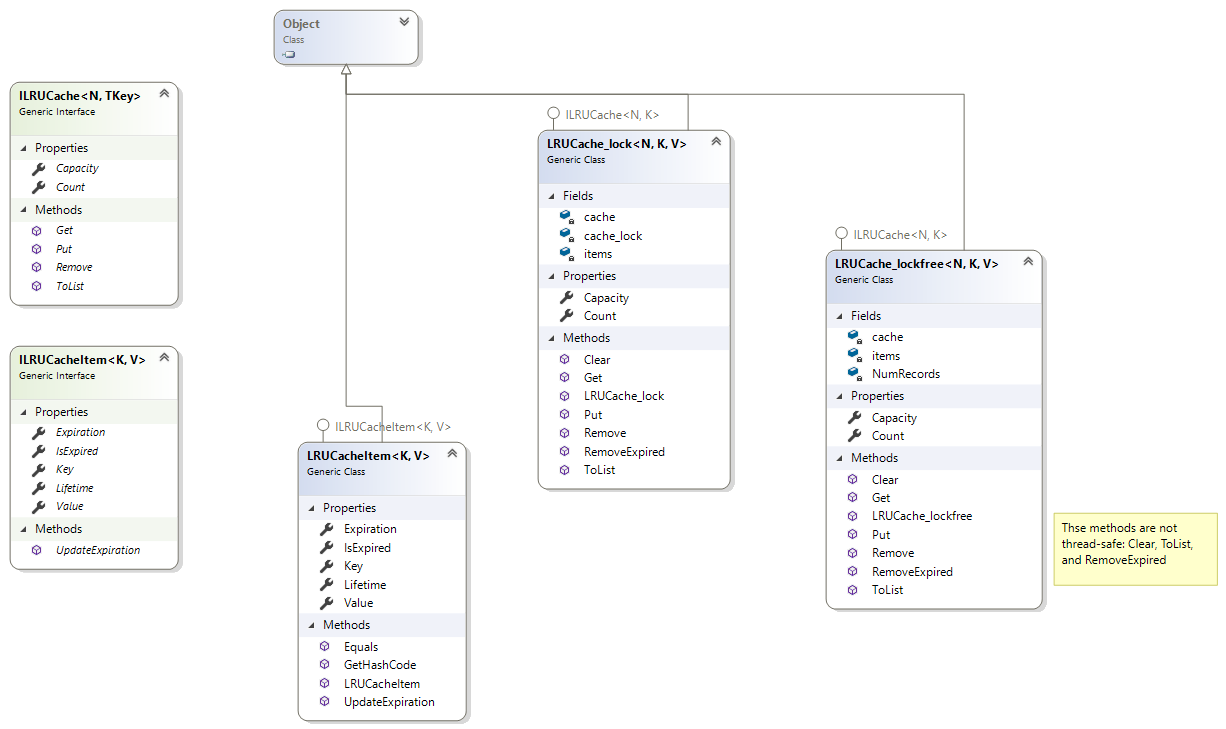 Object
Class
ILRUCache<N, TKey>
Generic Interface
Properties
Capacity
Count
Methods
Get
Put
Remove
ToList
ILRUCacheItem<K, V>
Generic Interface
Properties
Expiration
IsExpired
Key
Lifetime
Value
Methods
UpdateExpiration
ILRUCacheItem<K, V>
LRUCacheItem<K, V>
Generic Class
Properties
Expiration
IsExpired
Key
Lifetime
Value
Methods
Equals
GetHashCode
LRUCacheItem
UpdateExpiration
ILRUCache<N, K>
LRUCache_lock<N, K, V>
Generic Class
Fields
cache
cache_lock
items
Properties
Capacity
Count
Methods
Clear
Get
LRUCache_lock
Put
Remove
RemoveExpired
ToList
ILRUCache<N, K>
LRUCache_lockfree<N, K, V>
Generic Class
Fields
cache
items
NumRecords
Properties
Capacity
Count
Methods
Clear
Get
LRUCache_lockfree
Put
Remove
RemoveExpired
ToList
Thse methods are not
thread-safe: Clear, ToList,
and RemoveExpired